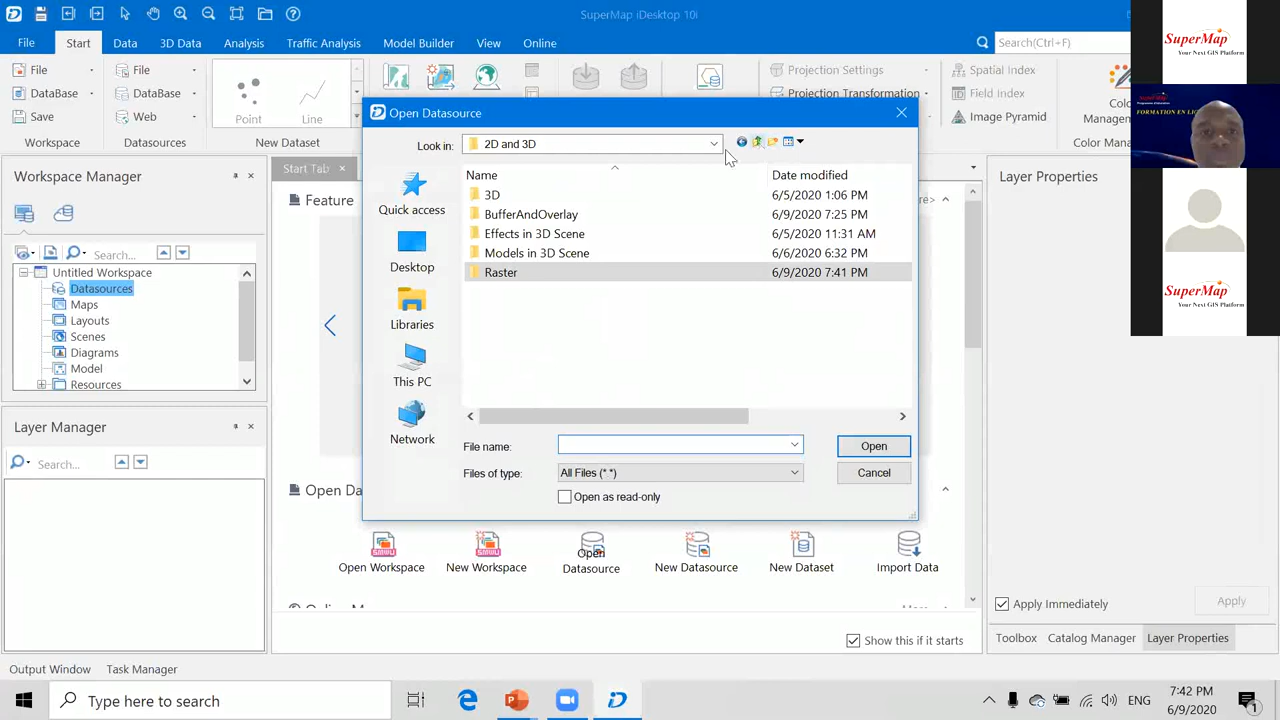 SuperMap iDesktop 10i
File
Start
Data
3D Data
Analysis
Traffic Analysis
Model Builder
View
Online
Search(Ctrl+F)
File
DataBase
Save
Workspace
File
DataBase
Web
Datasources
Point
Line
New Dataset
Projection Settings
Projection Transformation
Spatial Index
Field Index
Image Pyramid
Color Management
SuperMap
Your Next GIS Platform
FORMATION EN LI
SuperMap
Your Next GIS Platform
Workspace Manager
Search...
Untitled Workspace
Datasources
Maps
Layouts
Scenes
Diagrams
Model
Resources
Layer Manager
Search...
Start Tab
Feature
Open Datasource
Look in:
2D and 3D
Name
Date modified
3D
6/5/2020 1:06 PM
BufferAndOverlay
6/9/2020 7:25 PM
Effects in 3D Scene
6/5/2020 11:31 AM
Models in 3D Scene
6/6/2020 6:32 PM
Raster
6/9/2020 7:41 PM
Quick access
Desktop
Libraries
This PC
Network
File name:
Open
Files of type:
All Files (*.*)
Cancel
Open as read-only
Open Da
Open Workspace
New Workspace
Open Datasource
New Datasource
New Dataset
Import Data
Show this if it starts
Layer Properties
Apply Immediately
Apply
Toolbox
Catalog Manager
Layer Properties
Output Window
Task Manager
Type here to search
ENG
7:42 PM
6/9/2020